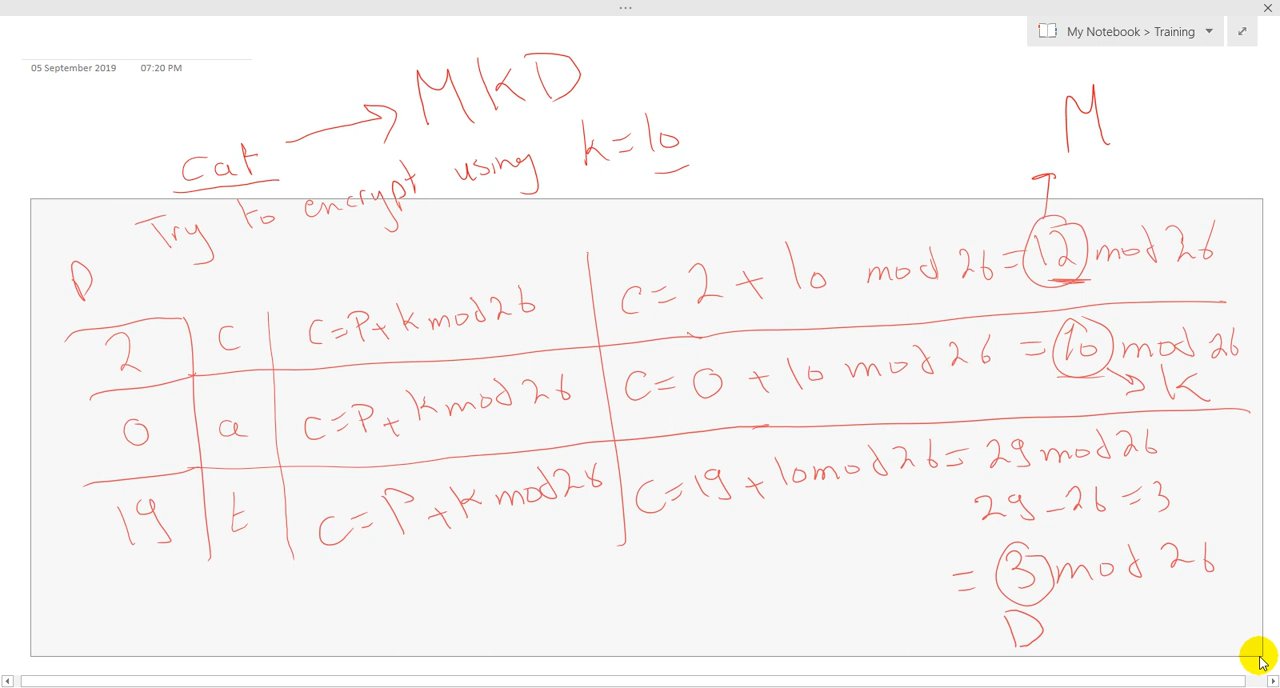 My Notebook > Training
05 September 2019 07:20 PM
Cat → MKD
Try to encrypt using k=10
M
P
2 C C=P+k mod 26 C=2+10 mod 26=12 mod 26
0 a C=P+k mod 26 C=0+10 mod 26=10 mod 26
→ K
19 t C=P+k mod 26 C=19+10 mod 26=29 mod 26
29-26=3
=3 mod 26
D